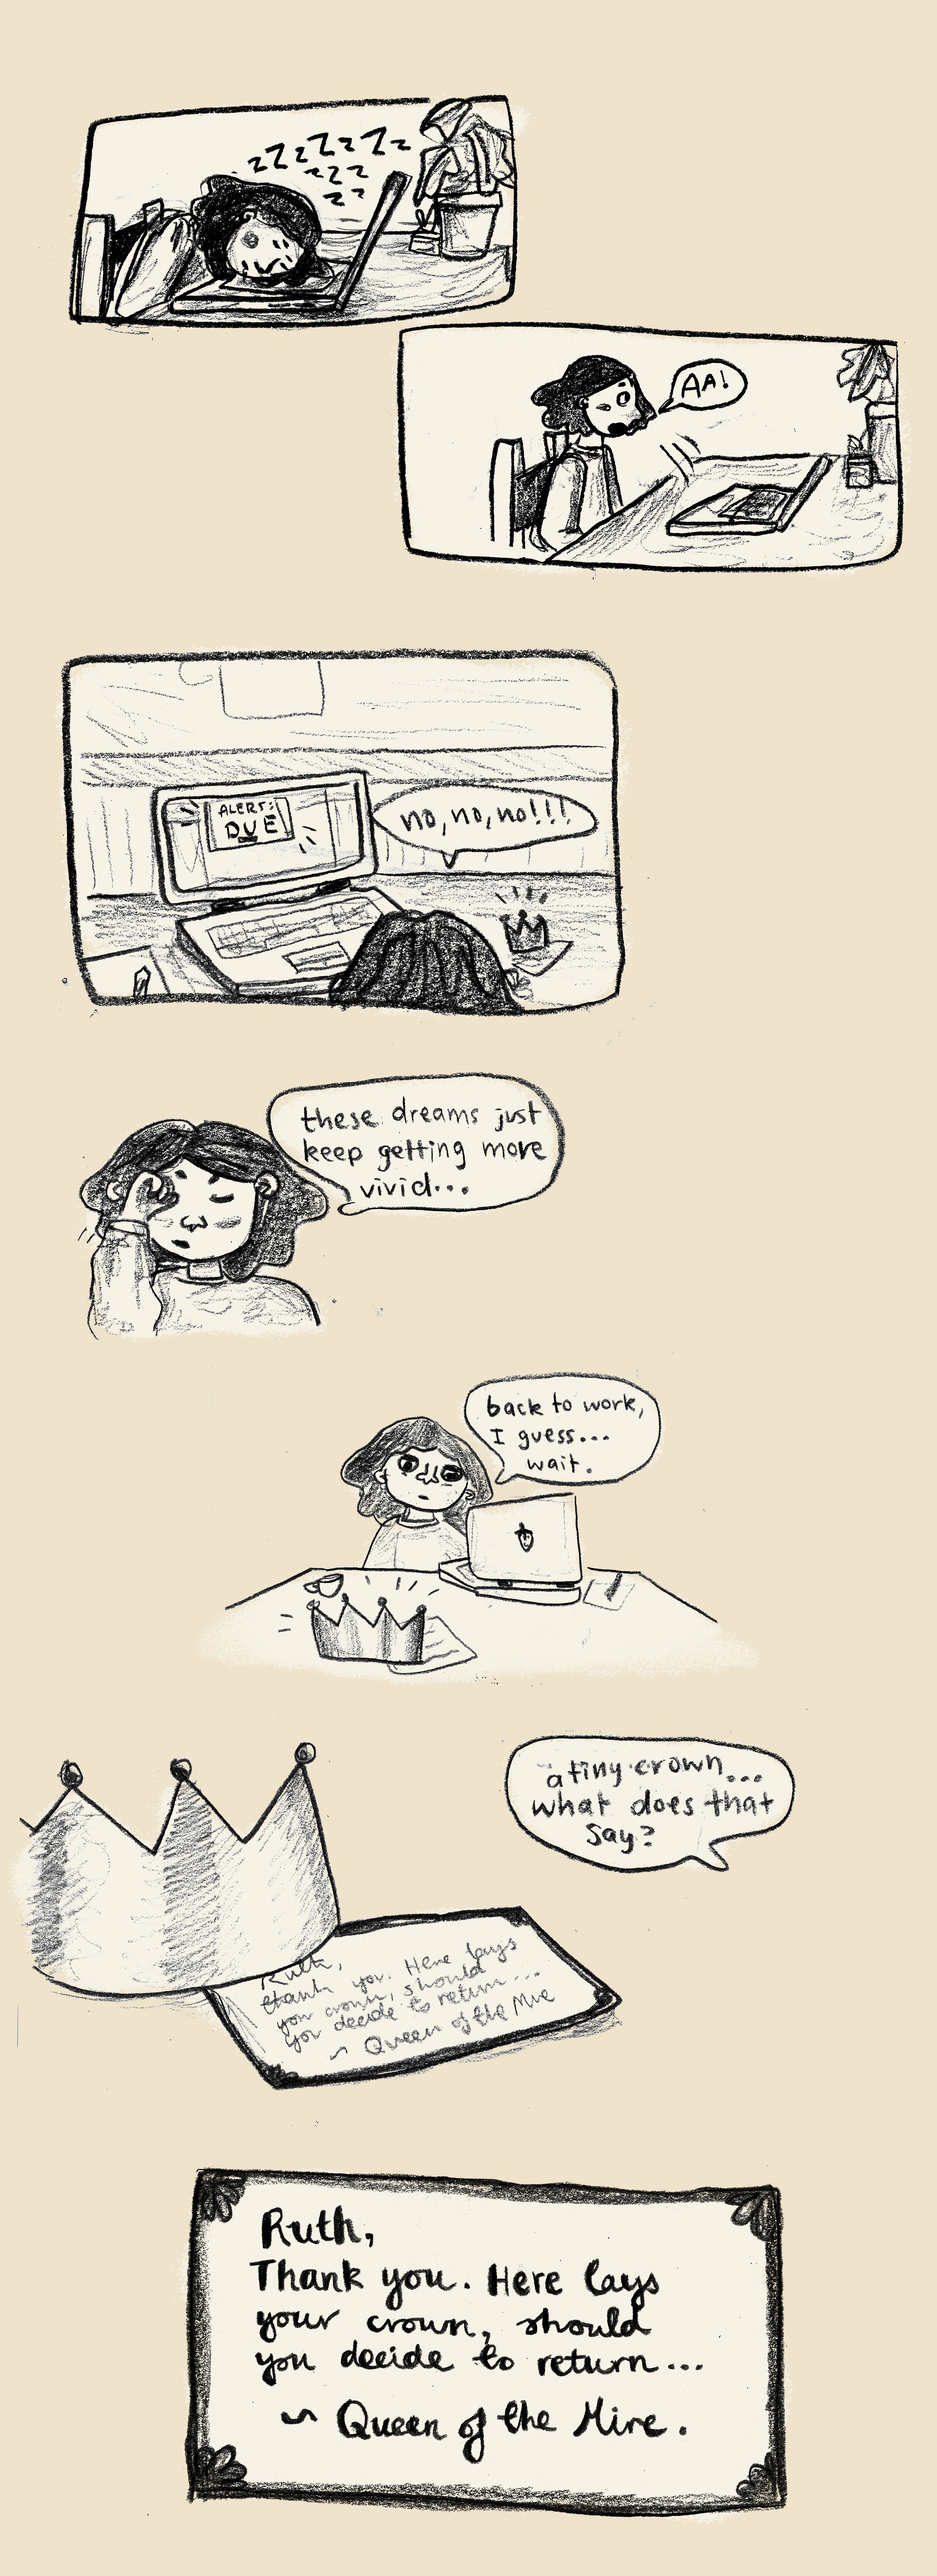 zZzZzZz
zzz
zz
AA!
ALERT:
DUE
no, no, no!!!
these dreams just
keep getting more
vivid...
back to work,
I guess...
wait.
a tiny crown...
what does that
say?
Ruth,
thank you. Here lays
your crown, should
you decide to return...
~ Queen of the Mire
Ruth,
Thank you. Here lays
your crown, should
you decide to return...
~ Queen of the Mire.